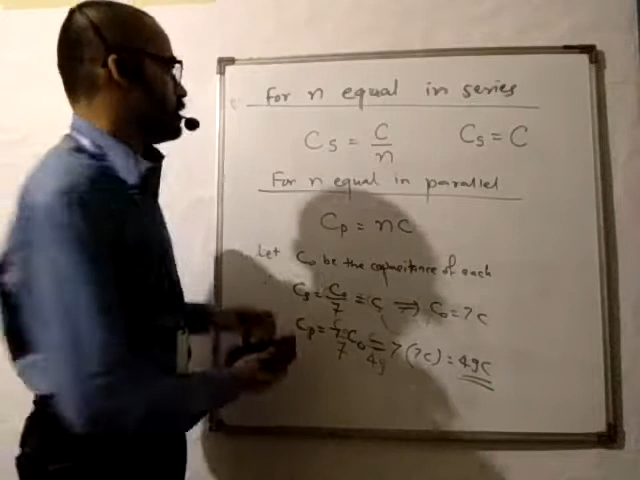 For n equal in series
Cs = C/n Cs = C
For n equal in parallel
Cp = nC
Let C₀ be the capacitance of each
Cs = C₀/7 = C ⇒ C₀ = 7C
Cp = 7C₀ = 7(7C) = 49C